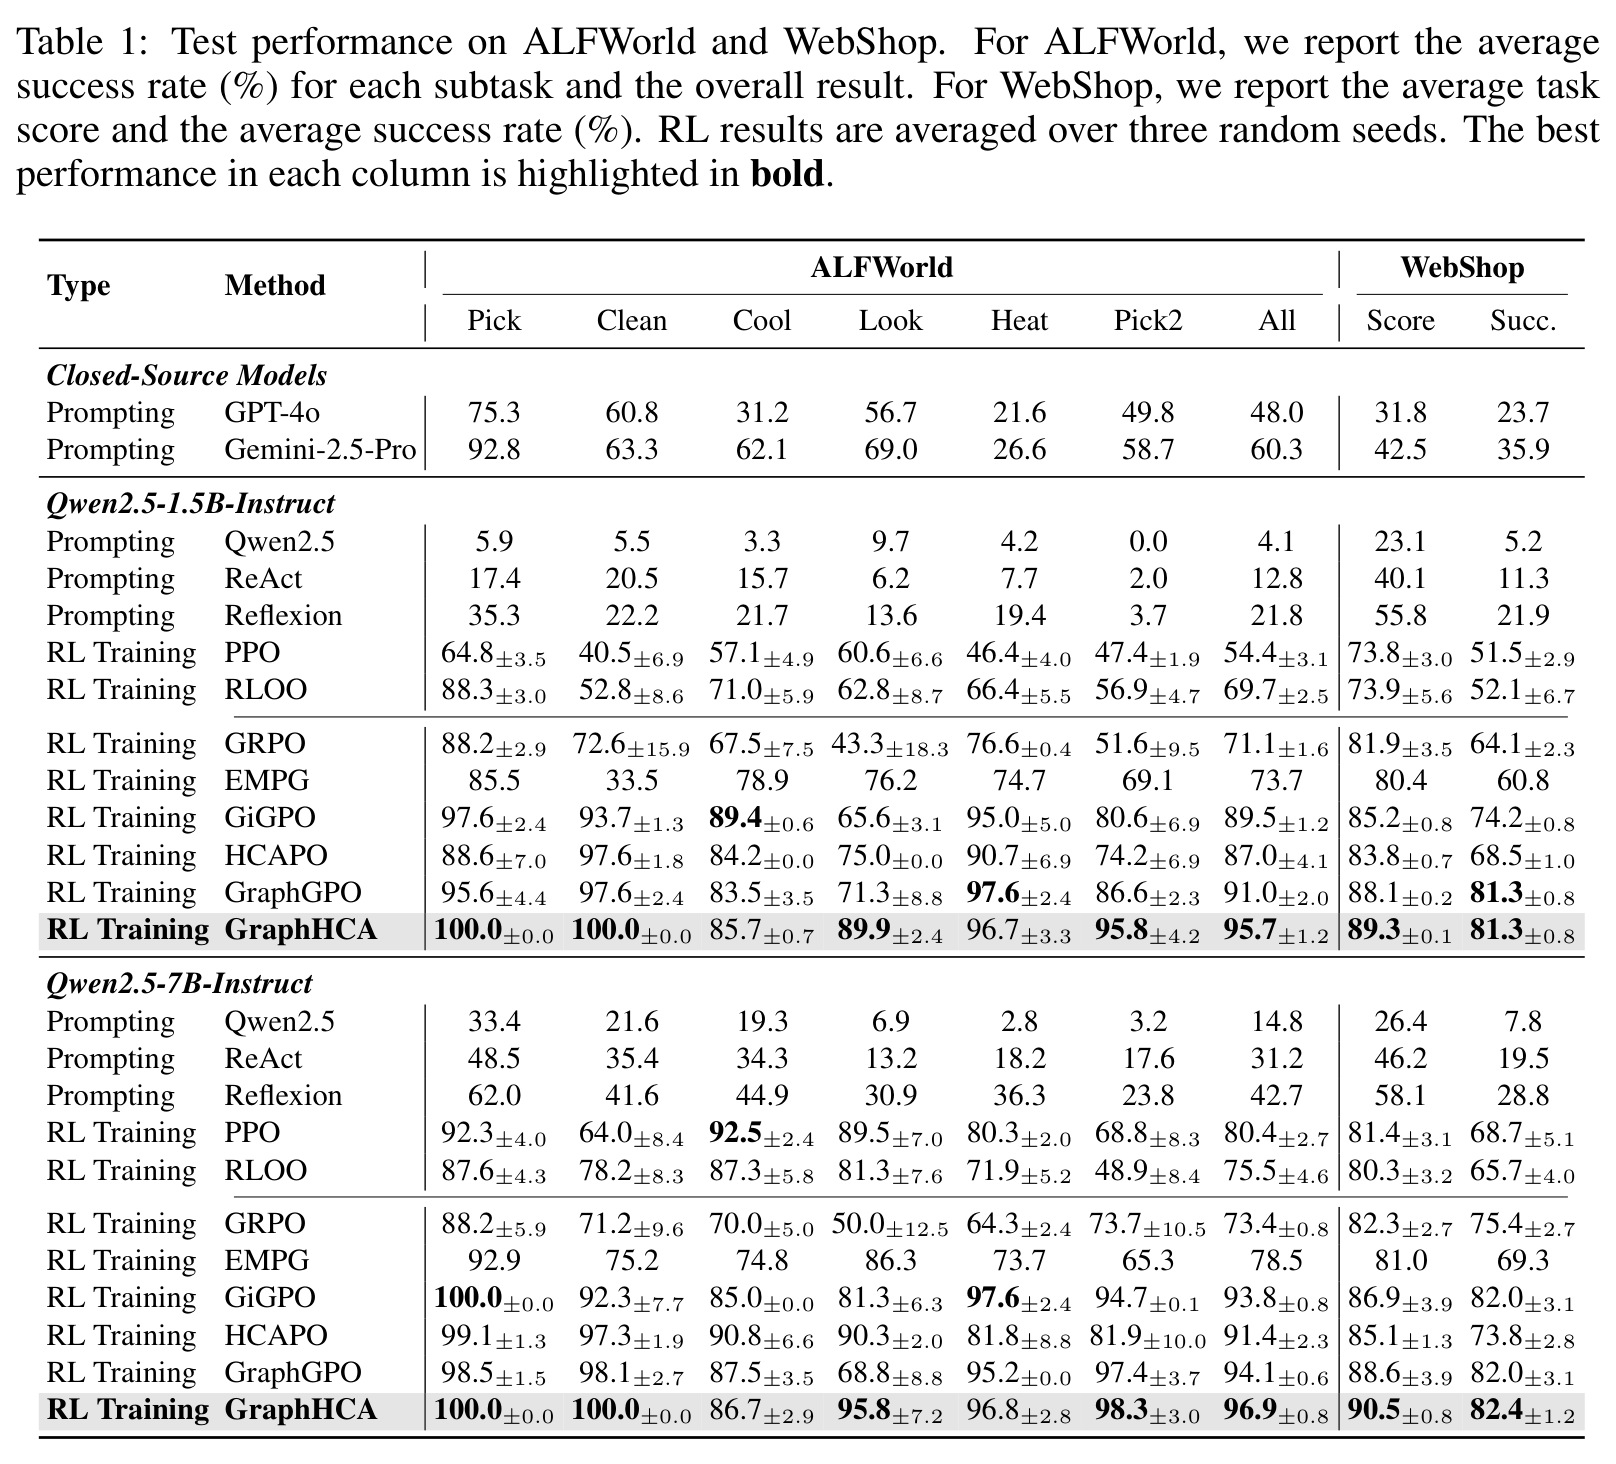 Table 1: Test performance on ALFWorld and WebShop. For ALFWorld, we report the average
success rate (%) for each subtask and the overall result. For WebShop, we report the average task
score and the average success rate (%). RL results are averaged over three random seeds. The best
performance in each column is highlighted in bold.
Type Method ALFWorld WebShop
Pick Clean Cool Look Heat Pick2 All Score Succ.
Closed-Source Models
Prompting GPT-4o 75.3 60.8 31.2 56.7 21.6 49.8 48.0 31.8 23.7
Prompting Gemini-2.5-Pro 92.8 63.3 62.1 69.0 26.6 58.7 60.3 42.5 35.9
Qwen2.5-1.5B-Instruct
Prompting Qwen2.5 5.9 5.5 3.3 9.7 4.2 0.0 4.1 23.1 5.2
Prompting ReAct 17.4 20.5 15.7 6.2 7.7 2.0 12.8 40.1 11.3
Prompting Reflexion 35.3 22.2 21.7 13.6 19.4 3.7 21.8 55.8 21.9
RL Training PPO 64.8±3.5 40.5±6.9 57.1±4.9 60.6±6.6 46.4±4.0 47.4±1.9 54.4±3.1 73.8±3.0 51.5±2.9
RL Training RLOO 88.3±3.0 52.8±8.6 71.0±5.9 62.8±8.7 66.4±5.5 56.9±4.7 69.7±2.5 73.9±5.6 52.1±6.7
RL Training GRPO 88.2±2.9 72.6±15.9 67.5±7.5 43.3±18.3 76.6±0.4 51.6±9.5 71.1±1.6 81.9±3.5 64.1±2.3
RL Training EMPG 85.5 33.5 78.9 76.2 74.7 69.1 73.7 80.4 60.8
RL Training GiGPO 97.6±2.4 93.7±1.3 89.4±0.6 65.6±3.1 95.0±5.0 80.6±6.9 89.5±1.2 85.2±0.8 74.2±0.8
RL Training HCAPO 88.6±7.0 97.6±1.8 84.2±0.0 75.0±0.0 90.7±6.9 74.2±6.9 87.0±4.1 83.8±0.7 68.5±1.0
RL Training GraphGPO 95.6±4.4 97.6±2.4 83.5±3.5 71.3±8.8 97.6±2.4 86.6±2.3 91.0±2.0 88.1±0.2 81.3±0.8
RL Training GraphHCA 100.0±0.0 100.0±0.0 85.7±0.7 89.9±2.4 96.7±3.3 95.8±4.2 95.7±1.2 89.3±0.1 81.3±0.8
Qwen2.5-7B-Instruct
Prompting Qwen2.5 33.4 21.6 19.3 6.9 2.8 3.2 14.8 26.4 7.8
Prompting ReAct 48.5 35.4 34.3 13.2 18.2 17.6 31.2 46.2 19.5
Prompting Reflexion 62.0 41.6 44.9 30.9 36.3 23.8 42.7 58.1 28.8
RL Training PPO 92.3±4.0 64.0±8.4 92.5±2.4 89.5±7.0 80.3±2.0 68.8±8.3 80.4±2.7 81.4±3.1 68.7±5.1
RL Training RLOO 87.6±4.3 78.2±8.3 87.3±5.8 81.3±7.6 71.9±5.2 48.9±8.4 75.5±4.6 80.3±3.2 65.7±4.0
RL Training GRPO 88.2±5.9 71.2±9.6 70.0±5.0 50.0±12.5 64.3±2.4 73.7±10.5 73.4±0.8 82.3±2.7 75.4±2.7
RL Training EMPG 92.9 75.2 74.8 86.3 73.7 65.3 78.5 81.0 69.3
RL Training GiGPO 100.0±0.0 92.3±7.7 85.0±0.0 81.3±6.3 97.6±2.4 94.7±0.1 93.8±0.8 86.9±3.9 82.0±3.1
RL Training HCAPO 99.1±1.3 97.3±1.9 90.8±6.6 90.3±2.0 81.8±8.8 81.9±10.0 91.4±2.3 85.1±1.3 73.8±2.8
RL Training GraphGPO 98.5±1.5 98.1±2.7 87.5±3.5 68.8±8.8 95.2±0.0 97.4±3.7 94.1±0.6 88.6±3.9 82.0±3.1
RL Training GraphHCA 100.0±0.0 100.0±0.0 86.7±2.9 95.8±7.2 96.8±2.8 98.3±3.0 96.9±0.8 90.5±0.8 82.4±1.2